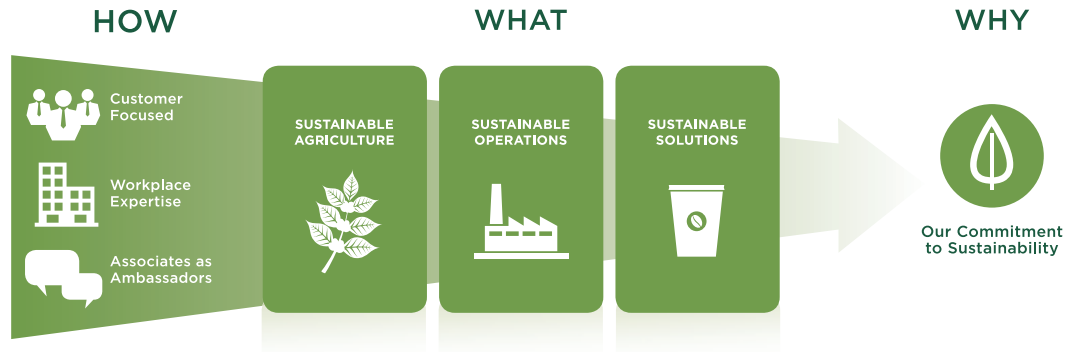 HOW
Customer
Focused
Workplace
Expertise
Associates as
Ambassadors
WHAT
SUSTAINABLE
AGRICULTURE
SUSTAINABLE
OPERATIONS
SUSTAINABLE
SOLUTIONS
WHY
Our Commitment
to Sustainability